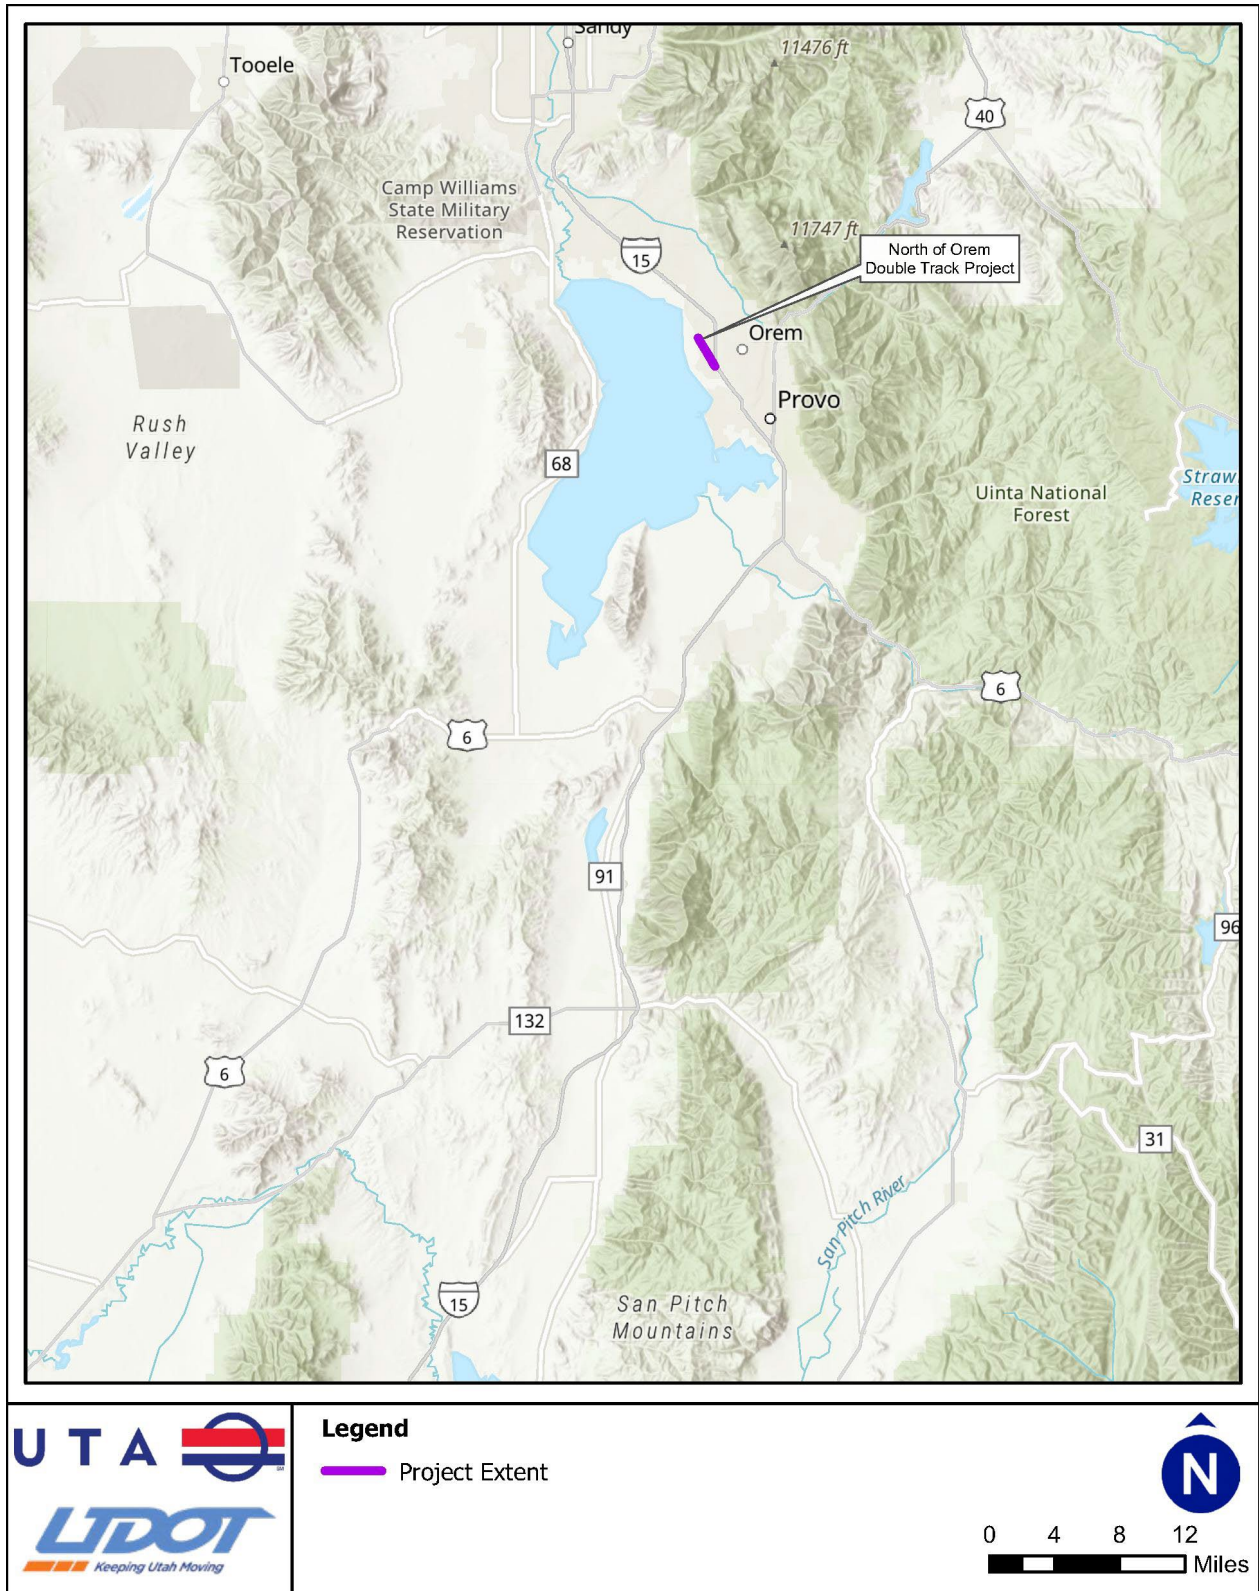 Sandy
11476 ft
Tooele
40
Camp Williams
State Military
Reservation
11747 ft
15
North of Orem
Double Track Project
Orem
Provo
Rush
Valley
68
Straw
Reser
Uinta National
Forest
6
6
91
96
132
6
31
San Pitch River
15
San Pitch
Mountains
UTA
UDOT
Keeping Utah Moving
Legend
Project Extent
N
0 4 8 12
Miles